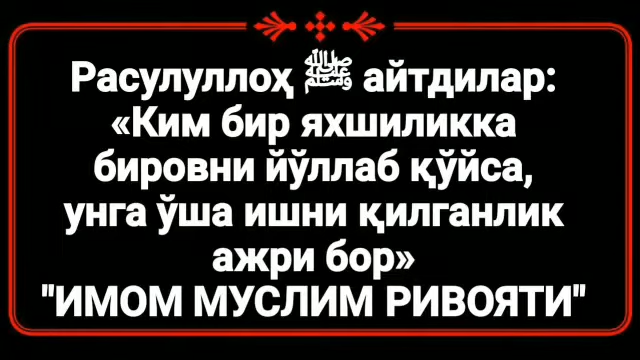 Расулуллоҳ ﷺ айтдилар:
«Ким бир яхшиликка
бировни йўллаб қўйса,
унга ўша ишни қилганлик
ажри бор»
"ИМОМ МУСЛИМ РИВОЯТИ"